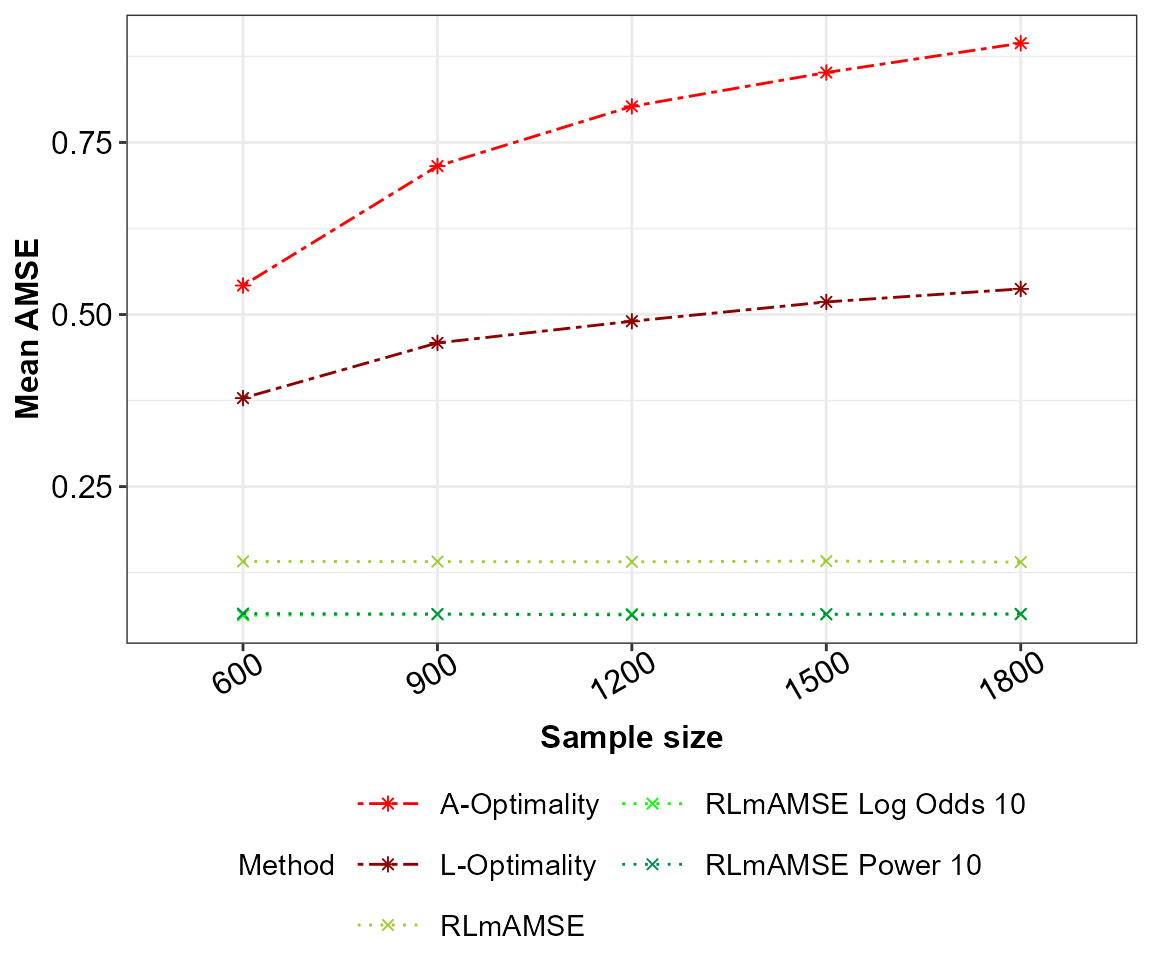 Mean AMSE
0.75
0.50
0.25
600 900 1200 1500 1800
Sample size
Method
A-Optimality
L-Optimality
RLmAMSE
RLmAMSE Log Odds 10
RLmAMSE Power 10